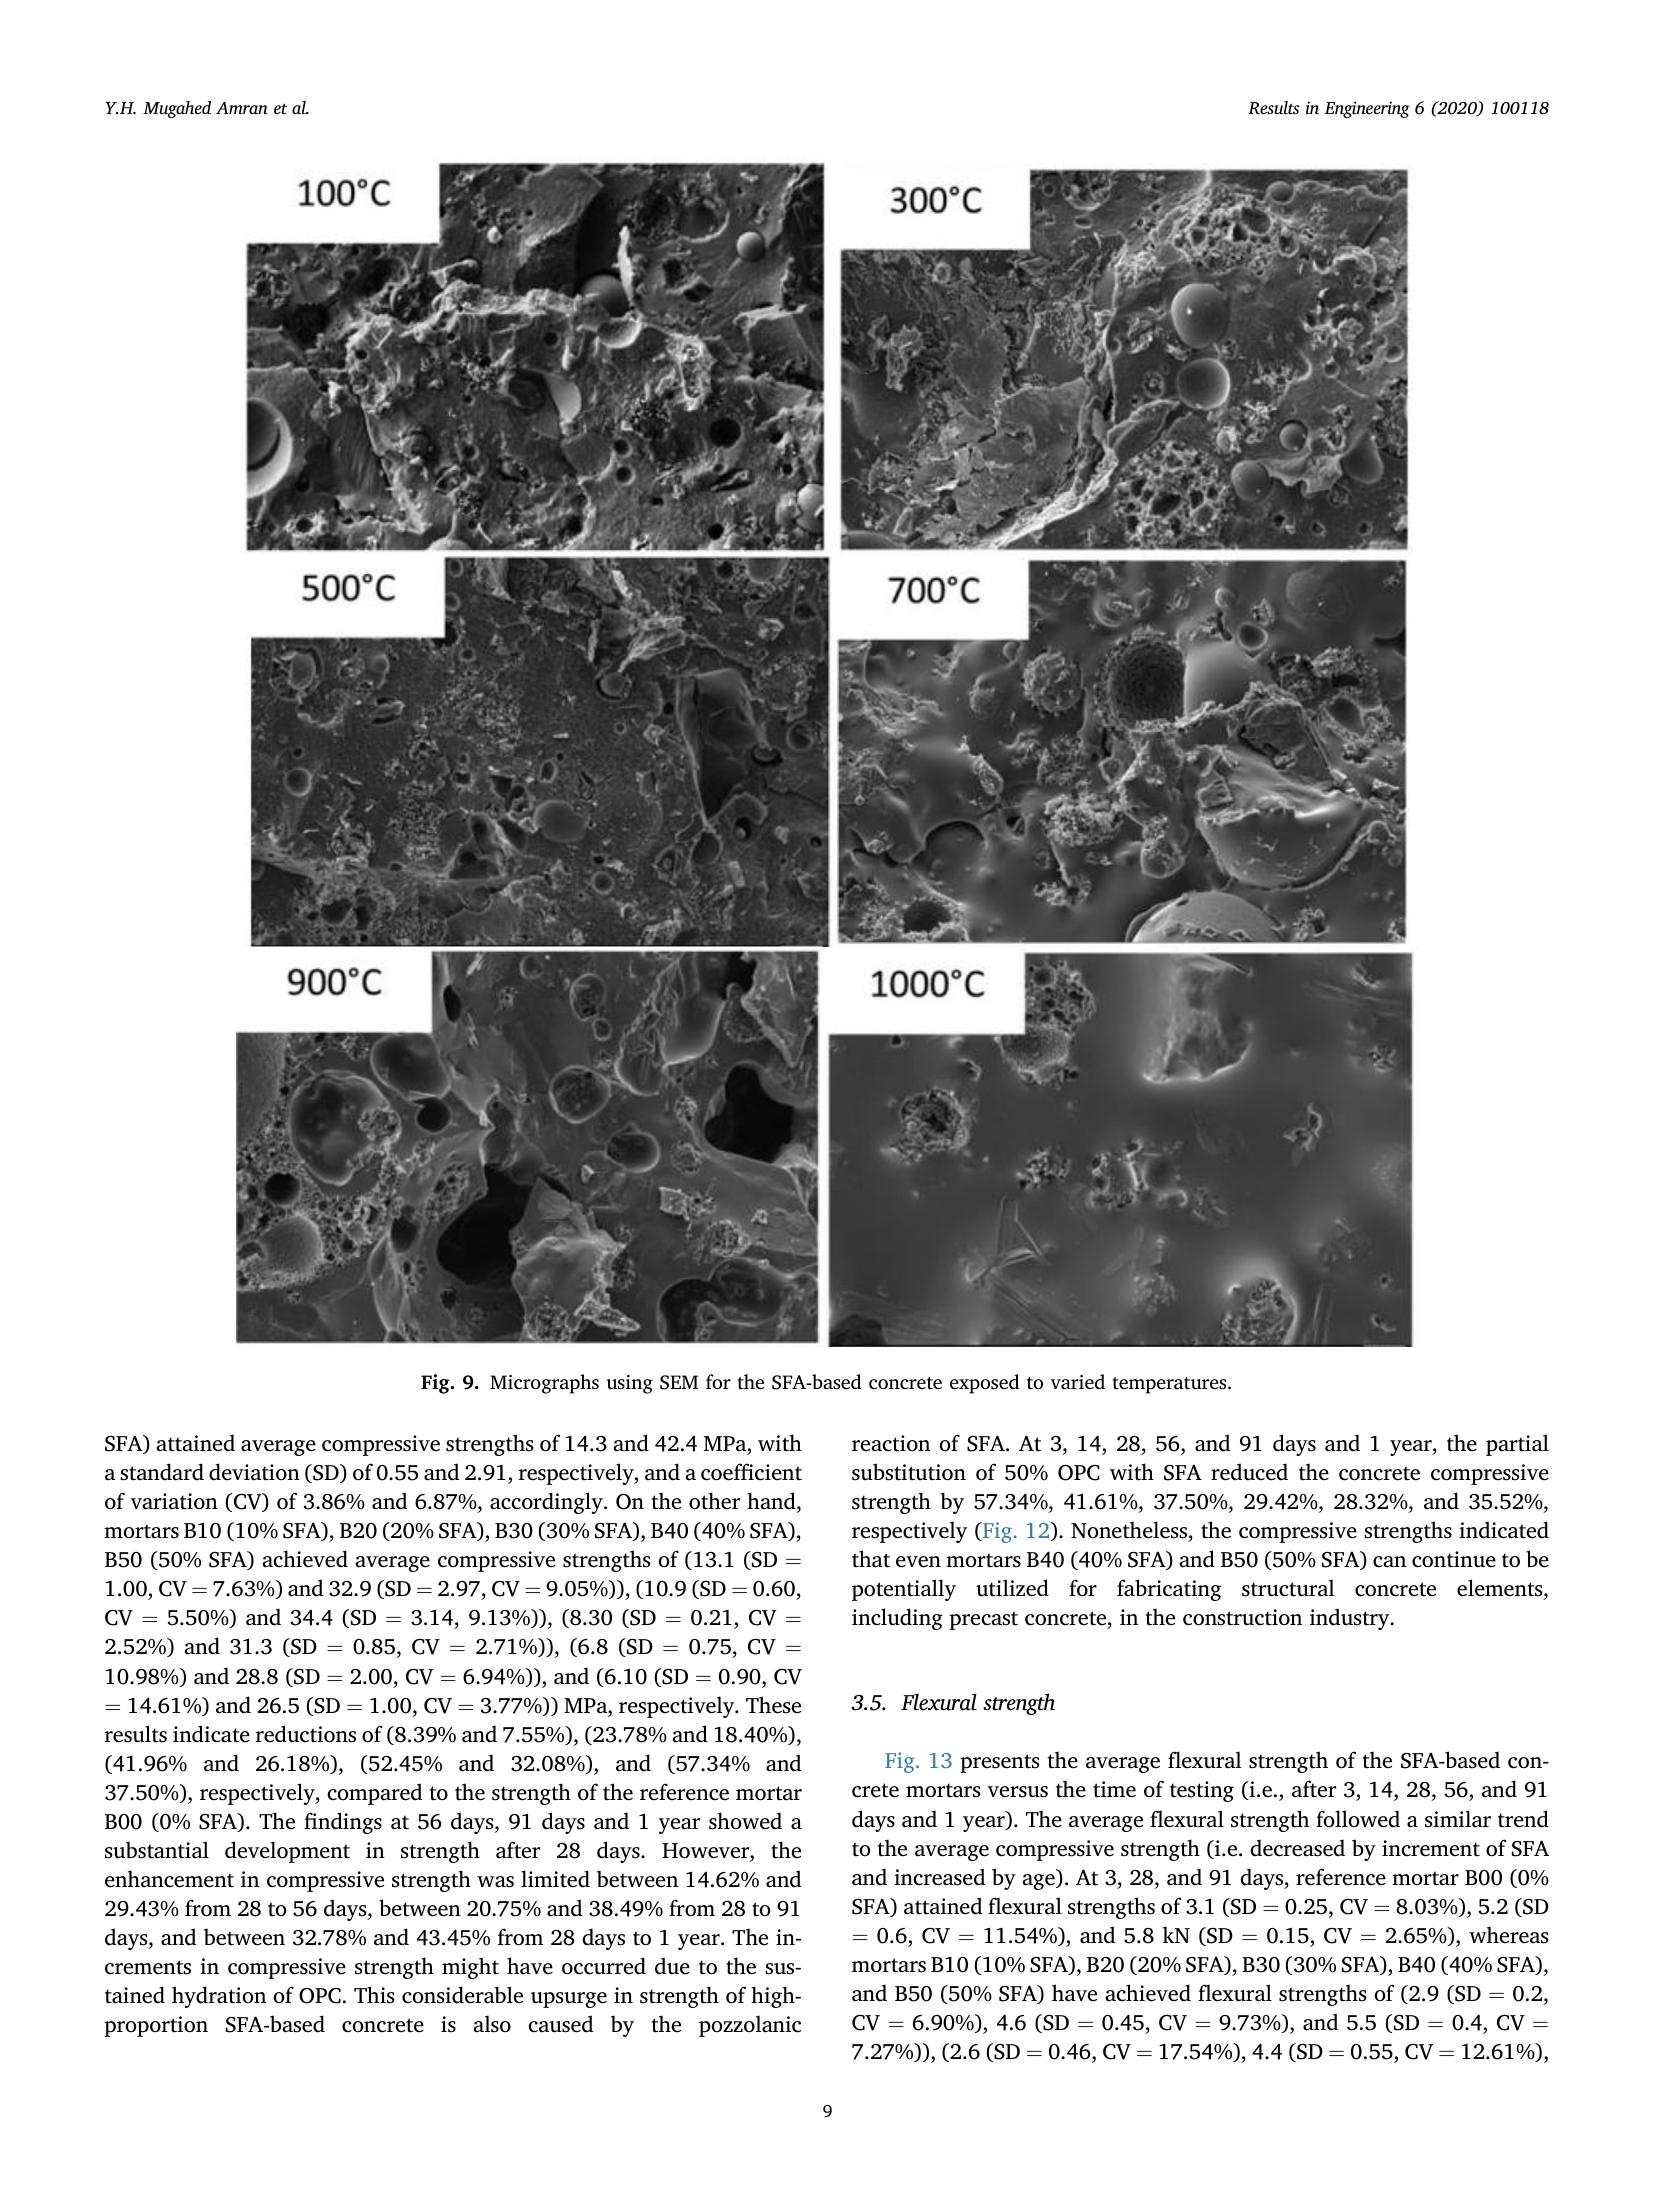 Y.H. Mugahed Amran et al.
Results in Engineering 6 (2020) 100118
100°C
300°C
500°C
700°C
900°C
1000°C
Fig. 9. Micrographs using SEM for the SFA-based concrete exposed to varied temperatures.
SFA) attained average compressive strengths of 14.3 and 42.4 MPa, with
a standard deviation (SD) of 0.55 and 2.91, respectively, and a coefficient
of variation (CV) of 3.86% and 6.87%, accordingly. On the other hand,
mortars B10 (10% SFA), B20 (20% SFA), B30 (30% SFA), B40 (40% SFA),
B50 (50% SFA) achieved average compressive strengths of (13.1 (SD =
1.00, CV = 7.63%) and 32.9 (SD = 2.97, CV = 9.05%)), (10.9 (SD = 0.60,
CV = 5.50%) and 34.4 (SD = 3.14, 9.13%)), (8.30 (SD = 0.21, CV =
2.52%) and 31.3 (SD = 0.85, CV = 2.71%)), (6.8 (SD = 0.75, CV =
10.98%) and 28.8 (SD = 2.00, CV = 6.94%)), and (6.10 (SD = 0.90, CV
= 14.61%) and 26.5 (SD = 1.00, CV = 3.77%)) MPa, respectively. These
results indicate reductions of (8.39% and 7.55%), (23.78% and 18.40%),
(41.96% and 26.18%), (52.45% and 32.08%), and (57.34% and
37.50%), respectively, compared to the strength of the reference mortar
B00 (0% SFA). The findings at 56 days, 91 days and 1 year showed a
substantial development in strength after 28 days. However, the
enhancement in compressive strength was limited between 14.62% and
29.43% from 28 to 56 days, between 20.75% and 38.49% from 28 to 91
days, and between 32.78% and 43.45% from 28 days to 1 year. The in-
crements in compressive strength might have occurred due to the sus-
tained hydration of OPC. This considerable upsurge in strength of high-
proportion SFA-based concrete is also caused by the pozzolanic
reaction of SFA. At 3, 14, 28, 56, and 91 days and 1 year, the partial
substitution of 50% OPC with SFA reduced the concrete compressive
strength by 57.34%, 41.61%, 37.50%, 29.42%, 28.32%, and 35.52%,
respectively (Fig. 12). Nonetheless, the compressive strengths indicated
that even mortars B40 (40% SFA) and B50 (50% SFA) can continue to be
potentially utilized for fabricating structural concrete elements,
including precast concrete, in the construction industry.
3.5. Flexural strength
Fig. 13 presents the average flexural strength of the SFA-based con-
crete mortars versus the time of testing (i.e., after 3, 14, 28, 56, and 91
days and 1 year). The average flexural strength followed a similar trend
to the average compressive strength (i.e. decreased by increment of SFA
and increased by age). At 3, 28, and 91 days, reference mortar B00 (0%
SFA) attained flexural strengths of 3.1 (SD = 0.25, CV = 8.03%), 5.2 (SD
= 0.6, CV = 11.54%), and 5.8 kN (SD = 0.15, CV = 2.65%), whereas
mortars B10 (10% SFA), B20 (20% SFA), B30 (30% SFA), B40 (40% SFA),
and B50 (50% SFA) have achieved flexural strengths of (2.9 (SD = 0.2,
CV = 6.90%), 4.6 (SD = 0.45, CV = 9.73%), and 5.5 (SD = 0.4, CV =
7.27%)), (2.6 (SD = 0.46, CV = 17.54%), 4.4 (SD = 0.55, CV = 12.61%),
9